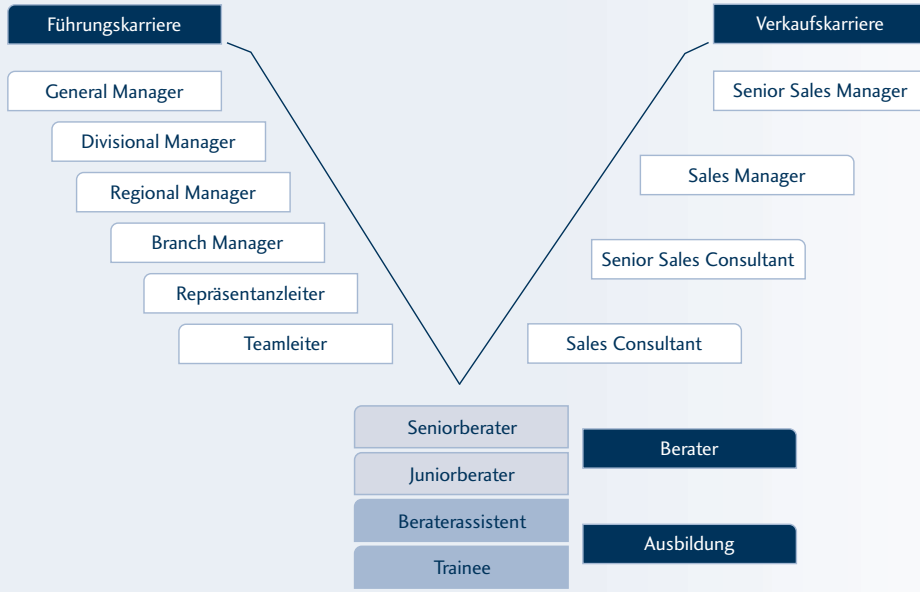 Führungskarriere
Verkaufskarriere
General Manager
Senior Sales Manager
Divisional Manager
Sales Manager
Regional Manager
Branch Manager
Senior Sales Consultant
Repräsentanzleiter
Teamleiter
Sales Consultant
Seniorberater
Berater
Juniorberater
Beraterassistent
Ausbildung
Trainee